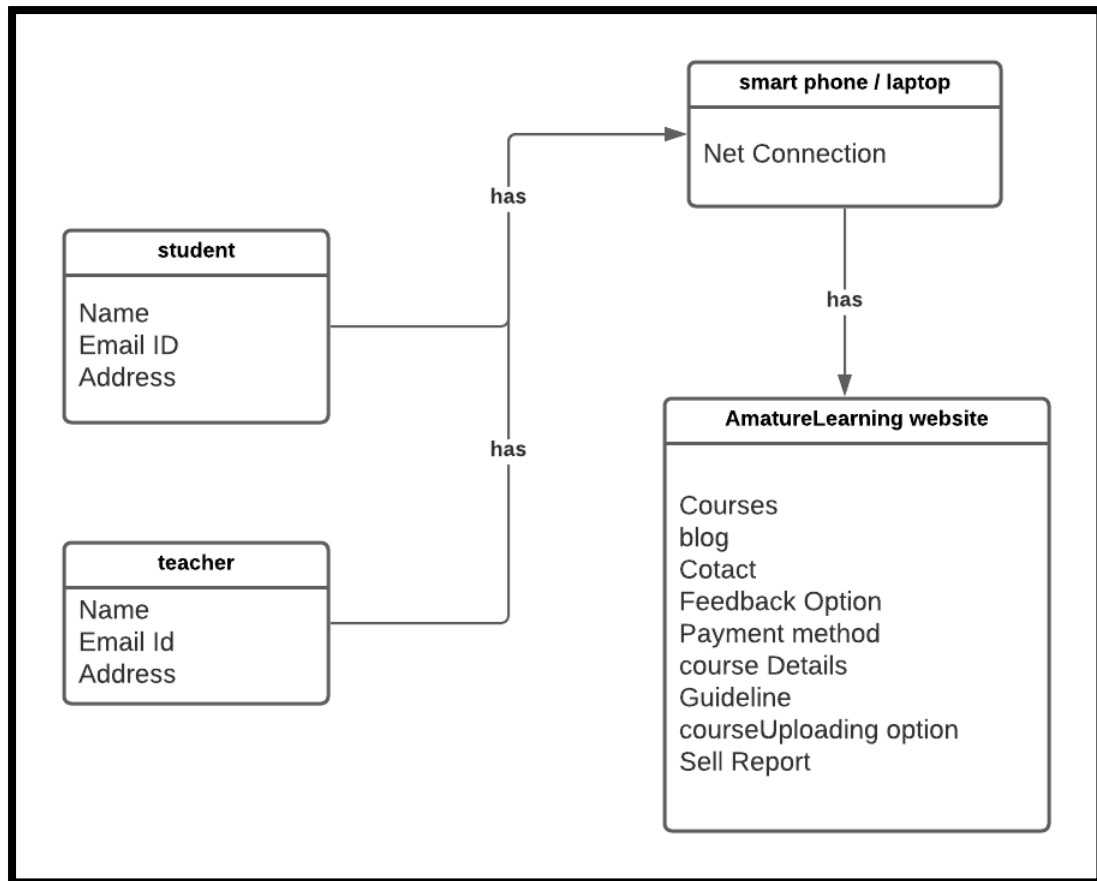 smart phone / laptop
Net Connection
has
student
Name
Email ID
Address
has
has
teacher
Name
Email Id
Address
AmatureLearning website
Courses
blog
Cotact
Feedback Option
Payment method
course Details
Guideline
courseUploading option
Sell Report